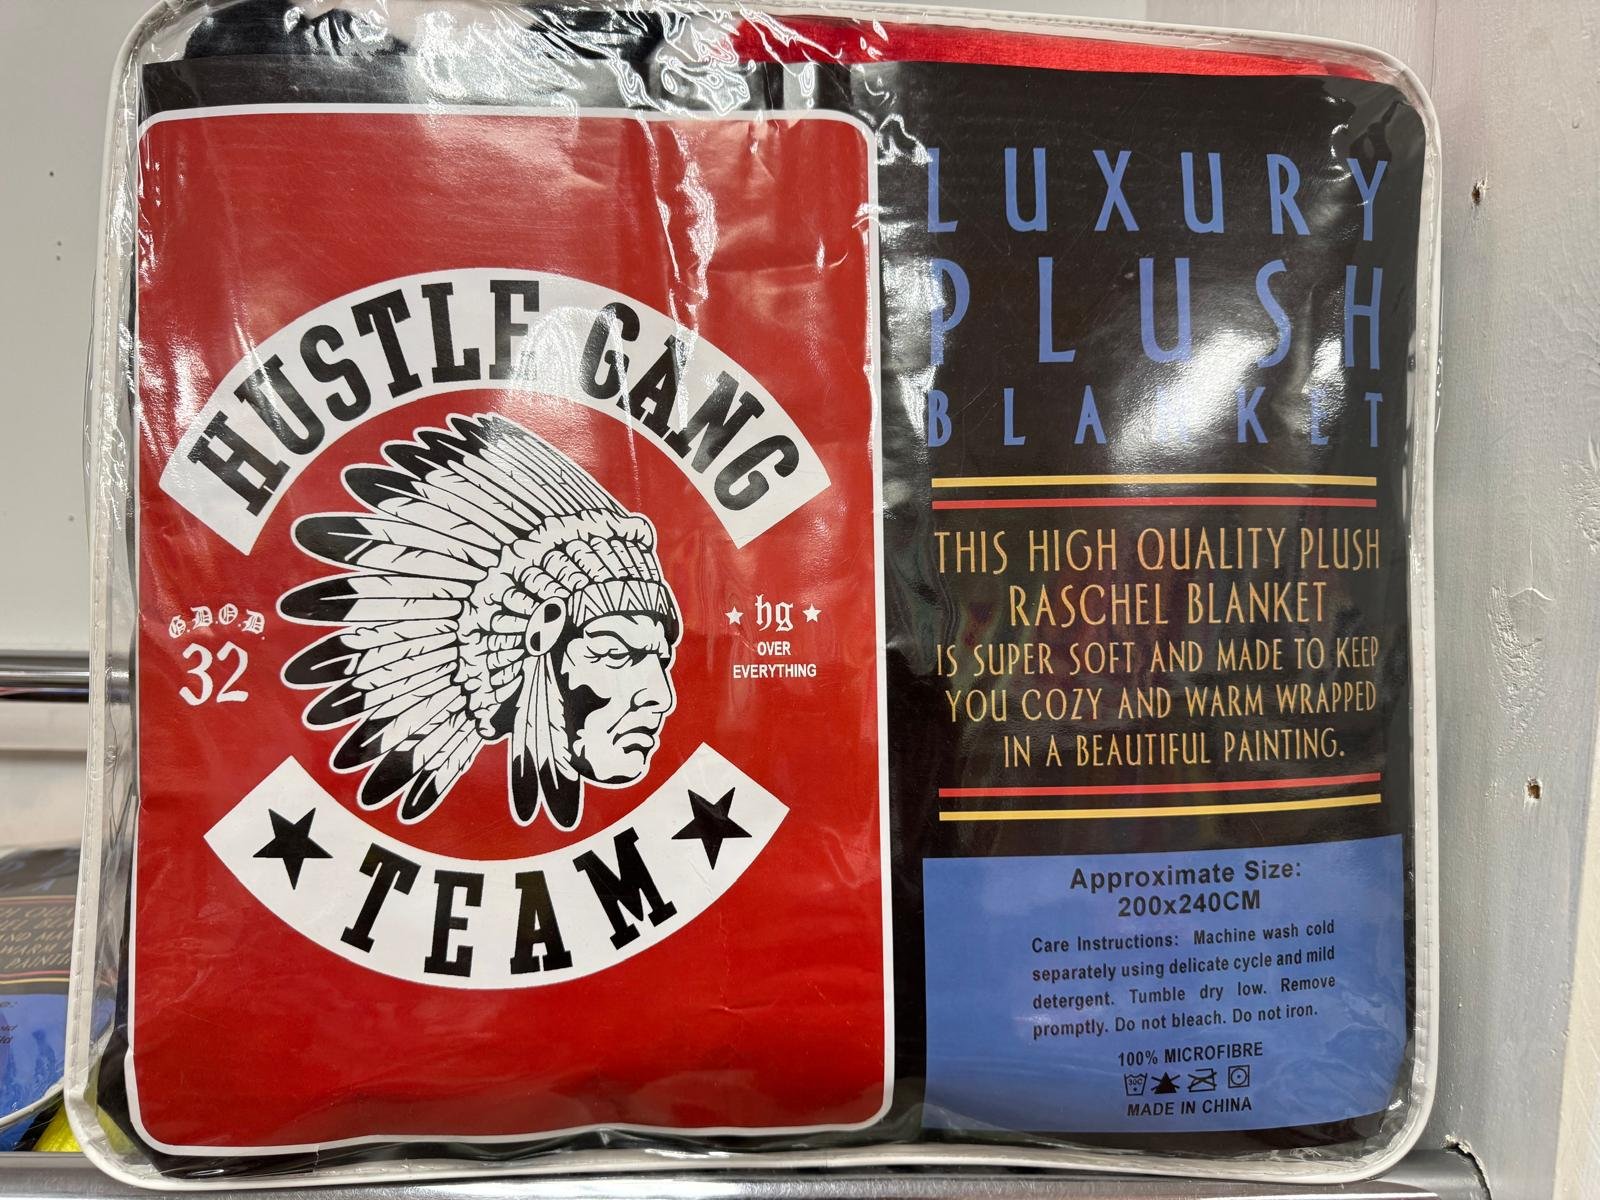 HUSTLE GANG
G.D.O.D.
32
hg
OVER
EVERYTHING
TEAM
LUXURY
PLUSH
BLANKET
THIS HIGH QUALITY PLUSH
RASCHEL BLANKET
IS SUPER SOFT AND MADE TO KEEP
YOU COZY AND WARM WRAPPED
IN A BEAUTIFUL PAINTING.
Approximate Size:
200x240CM
Care Instructions: Machine wash cold
separately using delicate cycle and mild
detergent. Tumble dry low. Remove
promptly. Do not bleach. Do not iron.
100% MICROFIBRE
30C
MADE IN CHINA